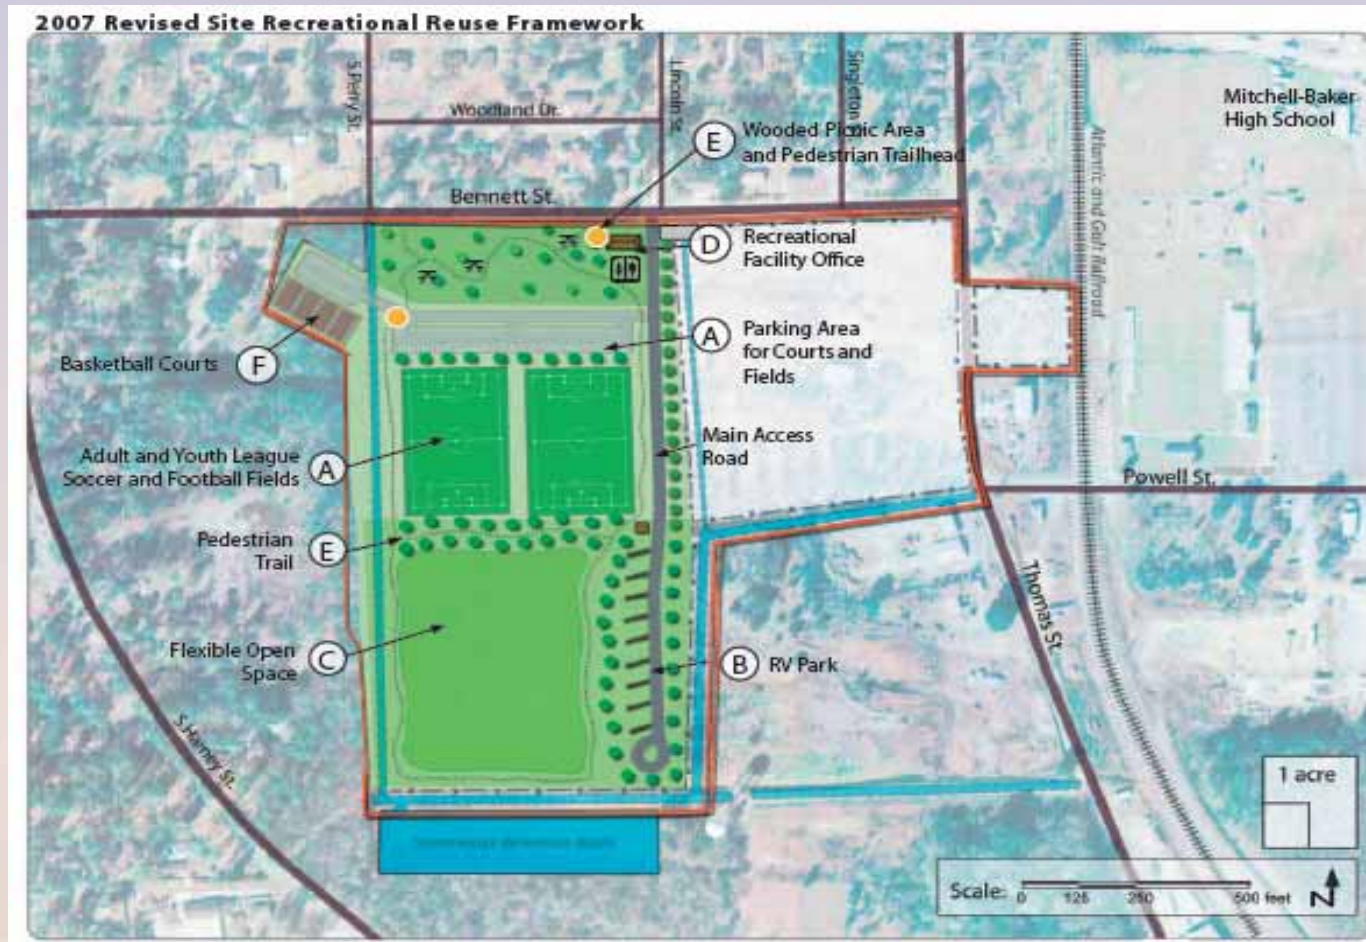 2007 Revised Site Recreational Reuse Framework
S Perry St.
Woodland Dr.
Lincoln St.
Singleton
Mitchell-Baker
High School
E
Wooded Picnic Area
and Pedestrian Trailhead
Atlantic and Gulf Railroad
Bennett St.
D
Recreational
Facility Office
A
Parking Area
for Courts and
Fields
Basketball Courts
F
Main Access
Road
Adult and Youth League
Soccer and Football Fields
A
Powell St.
Pedestrian
Trail
E
Thomas St.
Flexible Open
Space
C
B
RV Park
S Harney St.
1 acre
Scale:
0 125 250 500 feet
N